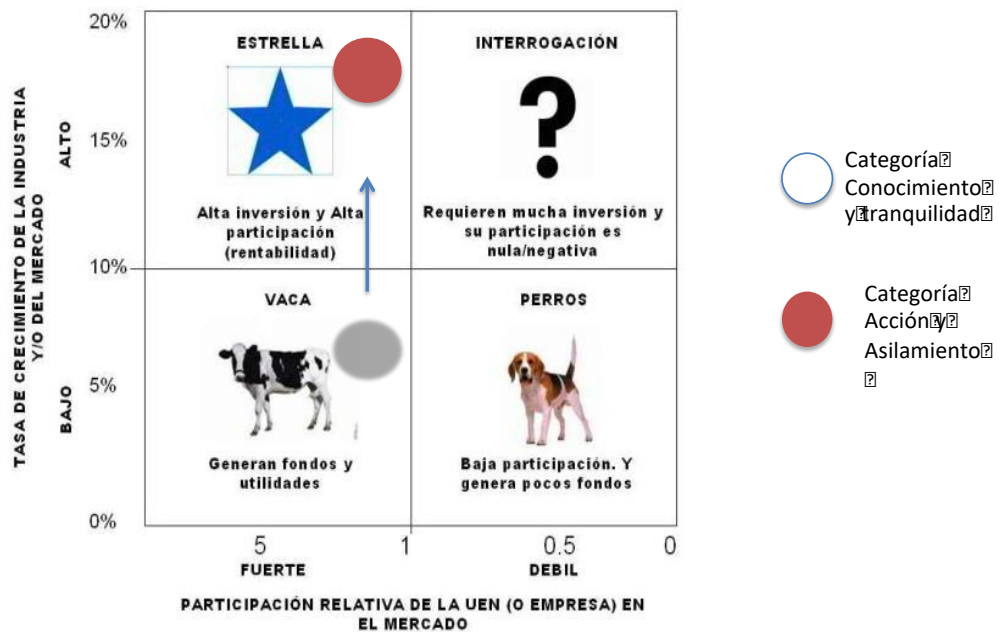 20%
ESTRELLA
INTERROGACIÓN
?
TASA DE CRECIMIENTO DE LA INDUSTRIA
Y/O DEL MERCADO
ALTO
15%
Alta inversión y Alta
participación
(rentabilidad)
Requieren mucha inversión y
su participación es
nula/negativa
10%
VACA
PERROS
BAJO
5%
Generan fondos y
utilidades
Baja participación. Y
genera pocos fondos
0%
5
1
0.5
0
FUERTE
DEBIL
PARTICIPACIÓN RELATIVA DE LA UEN (O EMPRESA) EN
EL MERCADO
Categoría
Conocimiento
y tranquilidad
Categoría
Acción y
Asilamiento